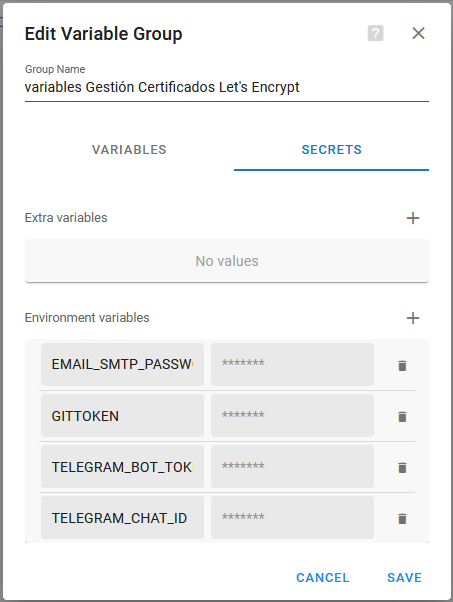 Edit Variable Group
?
Group Name
variables Gestión Certificados Let's Encrypt
VARIABLES
SECRETS
Extra variables
No values
Environment variables
EMAIL_SMTP_PASSW
*******
GITTOKEN
*******
TELEGRAM_BOT_TOK
*******
TELEGRAM_CHAT_ID
*******
CANCEL
SAVE